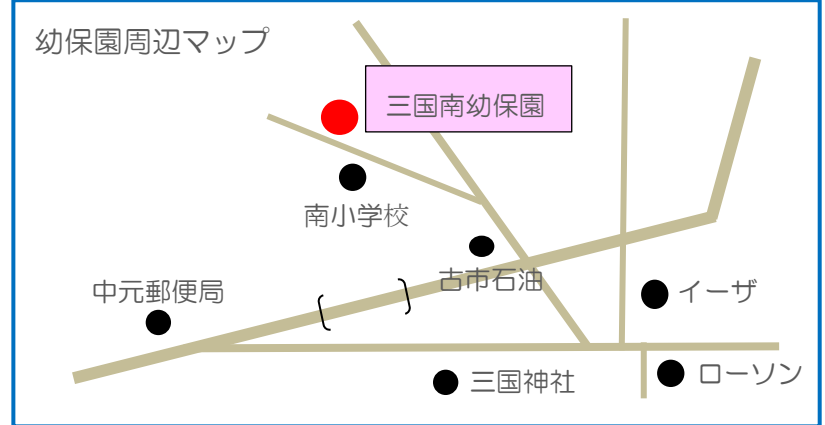 幼保園周辺マップ
三国南幼保園
南小学校
古市石油
中元郵便局
イーザ
三国神社
ローソン